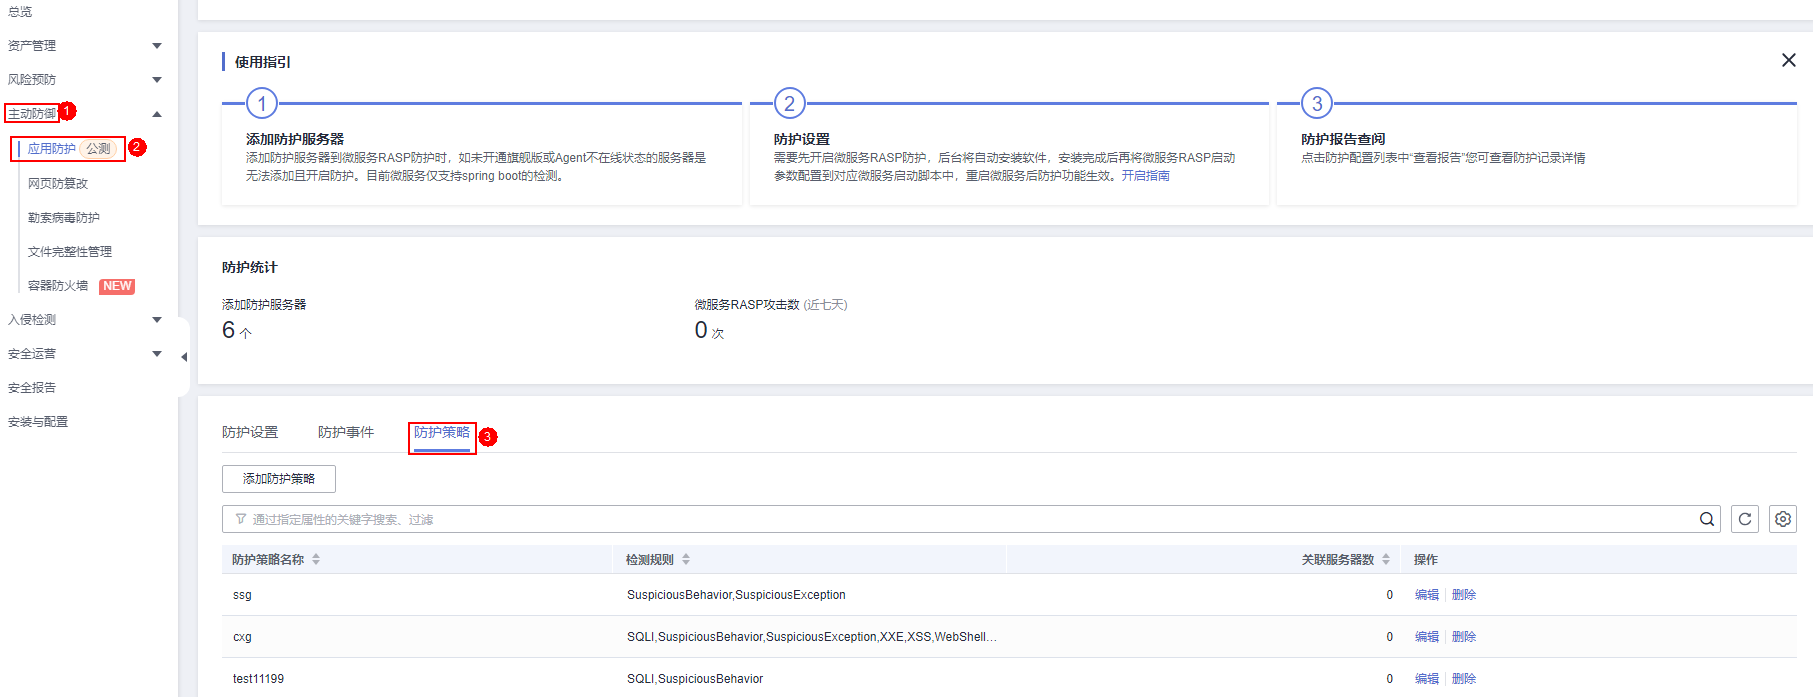 总览
资产管理
风险预防
主动防御 1
应用防护 公测 2
网页防篡改
勒索病毒防护
文件完整性管理
容器防火墙 NEW
入侵检测
安全运营
安全报告
安装与配置
使用指引
1
添加防护服务器
添加防护服务器到微服务RASP防护时，如未开通旗舰版或Agent不在线状态的服务器是
无法添加且开启防护。目前微服务仅支持spring boot的检测。
2
防护设置
需要先开启微服务RASP防护，后台将自动安装软件，安装完成后再将微服务RASP启动
参数配置到对应微服务启动脚本中，重启微服务后防护功能生效。开启指南
3
防护报告查阅
点击防护配置列表中“查看报告”您可查看防护记录详情
防护统计
添加防护服务器
6 个
微服务RASP攻击数 (近七天)
0 次
防护设置 防护事件 防护策略 3
添加防护策略
通过指定属性的关键字搜索、过滤
防护策略名称 检测规则 关联服务器数 操作
ssg SuspiciousBehavior,SuspiciousException 0 编辑 删除
cxg SQLI,SuspiciousBehavior,SuspiciousException,XXE,XSS,WebShell... 0 编辑 删除
test11199 SQLI,SuspiciousBehavior 0 编辑 删除